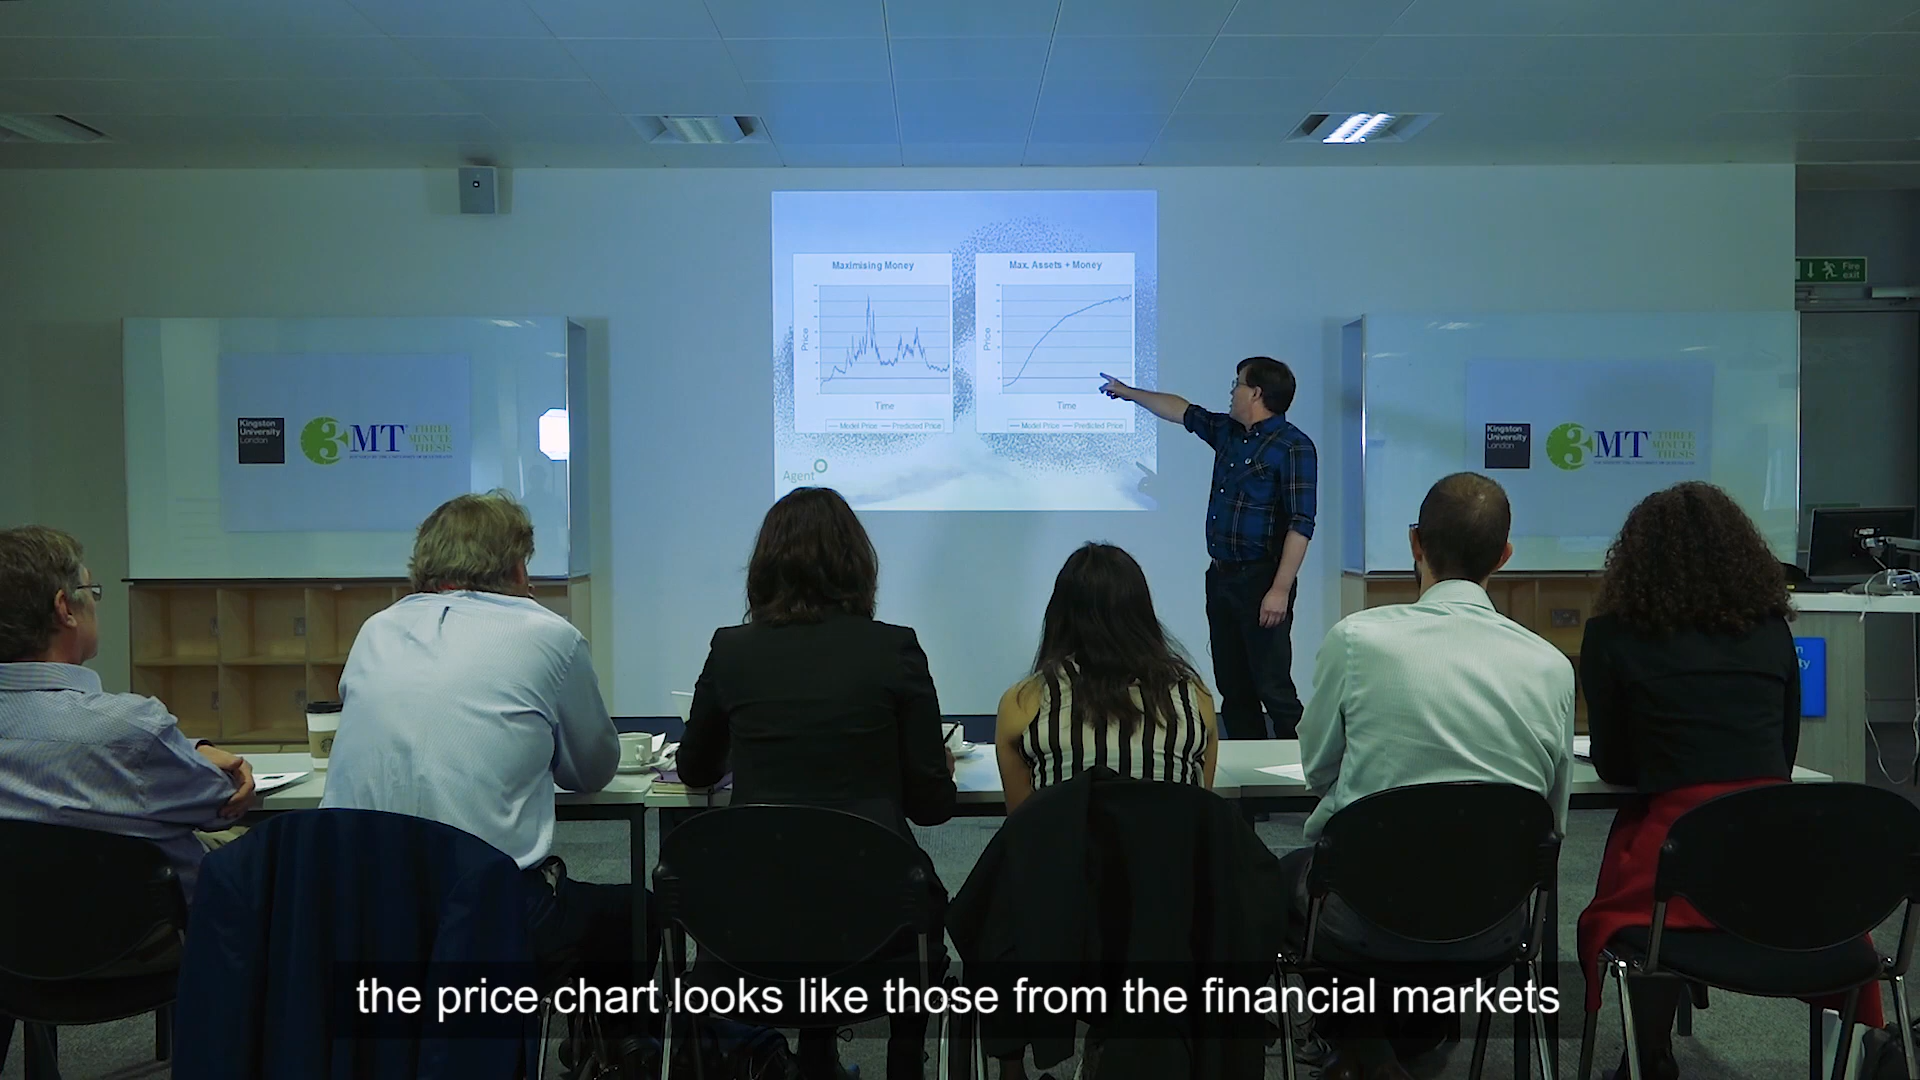 Fire
exit
Maximising Money
Price
Time
Model Price
Predicted Price
Max. Assets + Money
Price
Time
Model Price
Predicted Price
Agent
Kingston
University
London
3MT
THREE
MINUTE
THESIS
Kingston
University
London
3MT
THREE
MINUTE
THESIS
the price chart looks like those from the financial markets